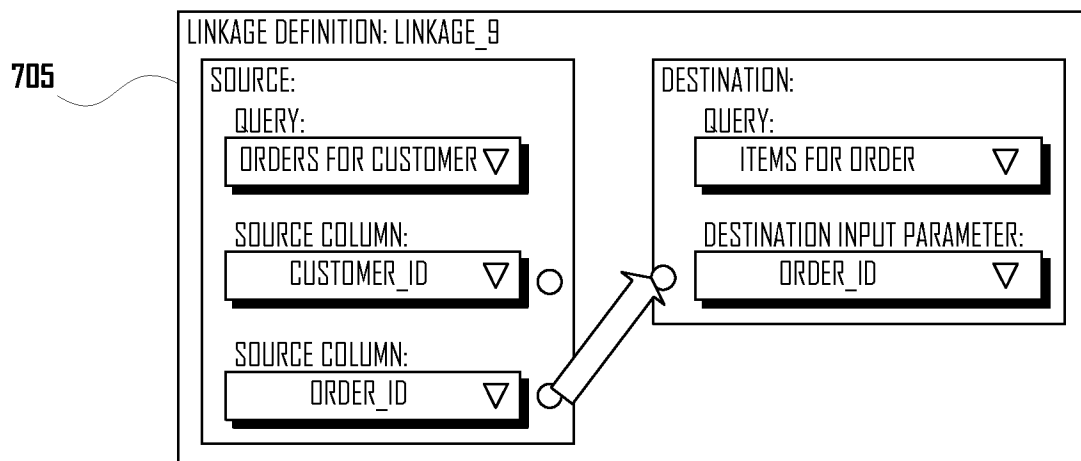 LINKAGE DEFINITION: LINKAGE_9
705
SOURCE:
QUERY:
ORDERS FOR CUSTOMER
SOURCE COLUMN:
CUSTOMER_ID
SOURCE COLUMN:
ORDER_ID
DESTINATION:
QUERY:
ITEMS FOR ORDER
DESTINATION INPUT PARAMETER:
ORDER_ID